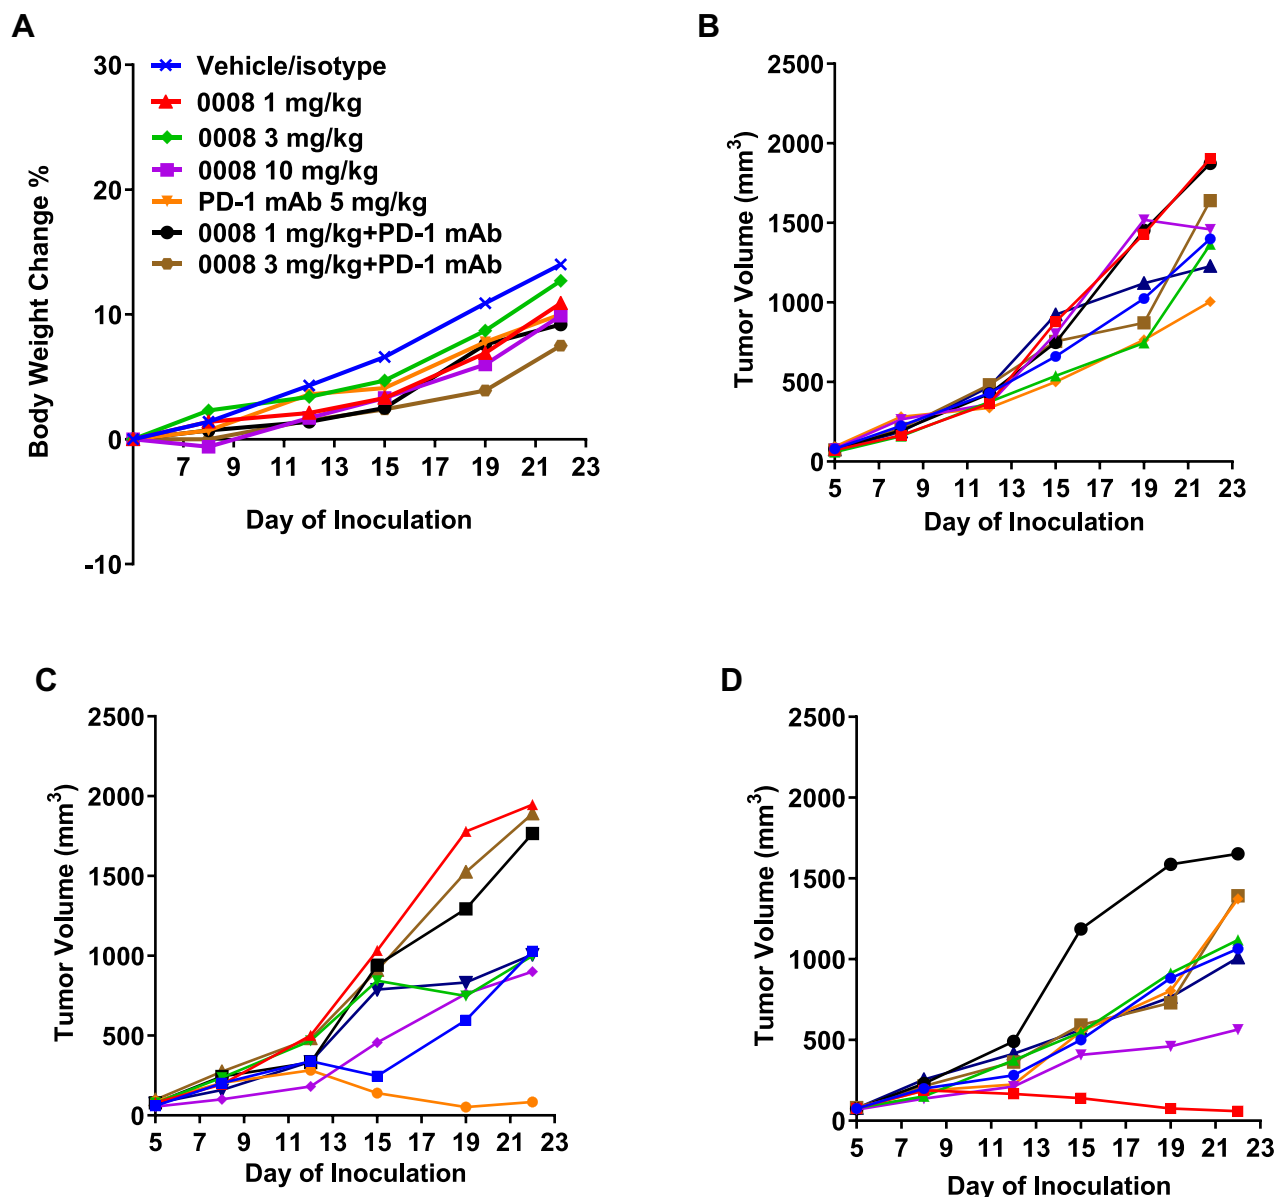 A
30
20
10
0
-10
Body Weight Change %
Vehicle/isotype
0008 1 mg/kg
0008 3 mg/kg
0008 10 mg/kg
PD-1 mAb 5 mg/kg
0008 1 mg/kg+PD-1 mAb
0008 3 mg/kg+PD-1 mAb
7 9 11 13 15 17 19 21 23
Day of Inoculation
B
2500
2000
1500
1000
500
0
Tumor Volume (mm³)
5 7 9 11 13 15 17 19 21 23
Day of Inoculation
C
2500
2000
1500
1000
500
0
Tumor Volume (mm³)
5 7 9 11 13 15 17 19 21 23
Day of Inoculation
D
2500
2000
1500
1000
500
0
Tumor Volume (mm³)
5 7 9 11 13 15 17 19 21 23
Day of Inoculation